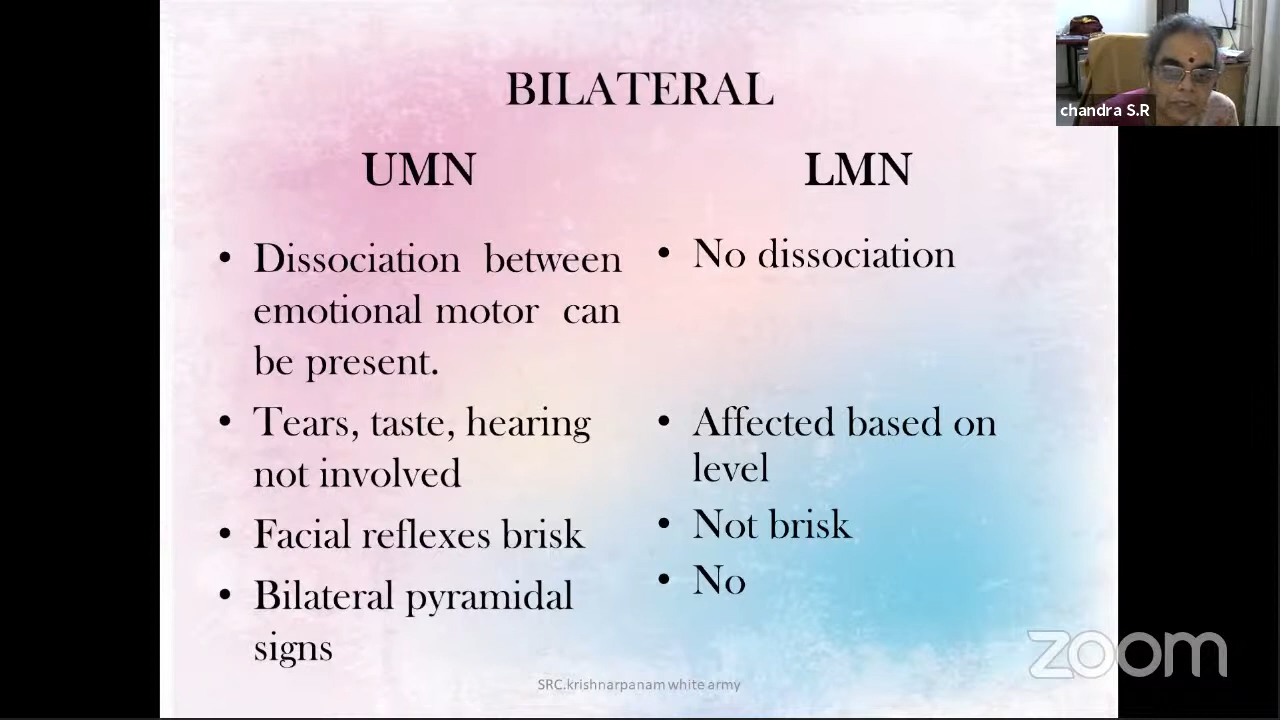 BILATERAL
UMN
• Dissociation between
emotional motor can
be present.
• Tears, taste, hearing
not involved
• Facial reflexes brisk
• Bilateral pyramidal
signs
LMN
• No dissociation
• Affected based on
level
• Not brisk
• No
SRC.krishnarpanam white army
chandra S.R
zoom